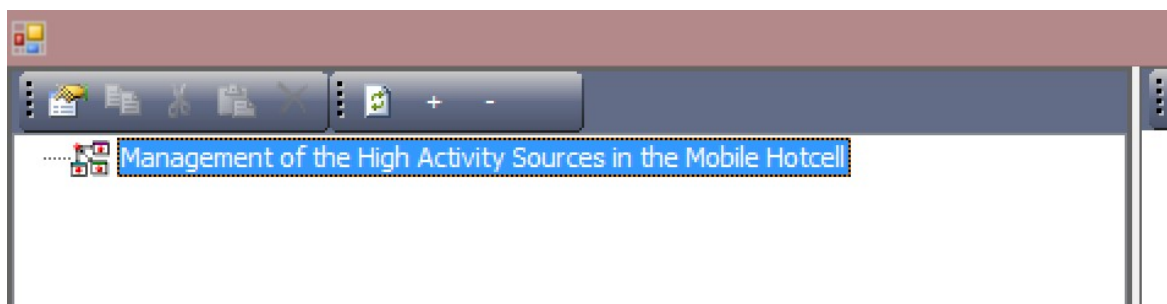 + -
Management of the High Activity Sources in the Mobile Hotcell